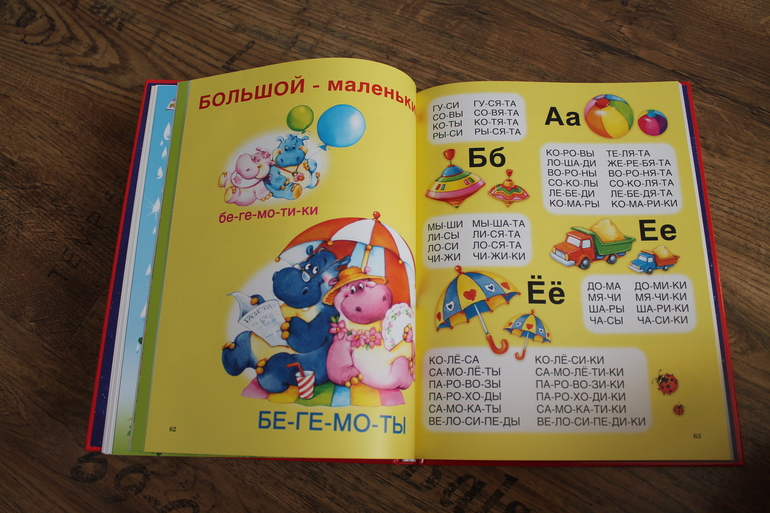 БОЛЬШОЙ - маленьки
бе-ге-мо-ти-ки
ГАЗЕТА
БЕ-ГЕ-МО-ТЫ
62
ГУ-СИ ГУ-СЯ-ТА
СО-ВЫ СО-ВЯ-ТА
КО-ТЫ КО-ТЯ-ТА
РЫ-СИ РЫ-СЯ-ТА
Аа
Бб
КО-РО-ВЫ ТЕ-ЛЯ-ТА
ЛО-ША-ДИ ЖЕ-РЕ-БЯ-ТА
ВО-РО-НЫ ВО-РО-НЯ-ТА
СО-КО-ЛЫ СО-КО-ЛЯ-ТА
ЛЕ-БЕ-ДИ ЛЕ-БЕ-ДЯ-ТА
КО-МА-РЫ КО-МА-РИ-КИ
МЫ-ШИ МЫ-ША-ТА
ЛИ-СЫ ЛИ-СЯ-ТА
ЛО-СИ ЛО-СЯ-ТА
ЧИ-ЖИ ЧИ-ЖИ-КИ
Ее
Ёё
ДО-МА ДО-МИ-КИ
МЯ-ЧИ МЯ-ЧИ-КИ
ША-РЫ ША-РИ-КИ
ЧА-СЫ ЧА-СИ-КИ
КО-ЛЁ-СА КО-ЛЁ-СИ-КИ
СА-МО-ЛЁ-ТЫ СА-МО-ЛЁ-ТИ-КИ
ПА-РО-ВО-ЗЫ ПА-РО-ВО-ЗИ-КИ
ПА-РО-ХО-ДЫ ПА-РО-ХО-ДИ-КИ
СА-МО-КА-ТЫ СА-МО-КА-ТИ-КИ
ВЕ-ЛО-СИ-ПЕ-ДЫ ВЕ-ЛО-СИ-ПЕ-ДИ-КИ
63